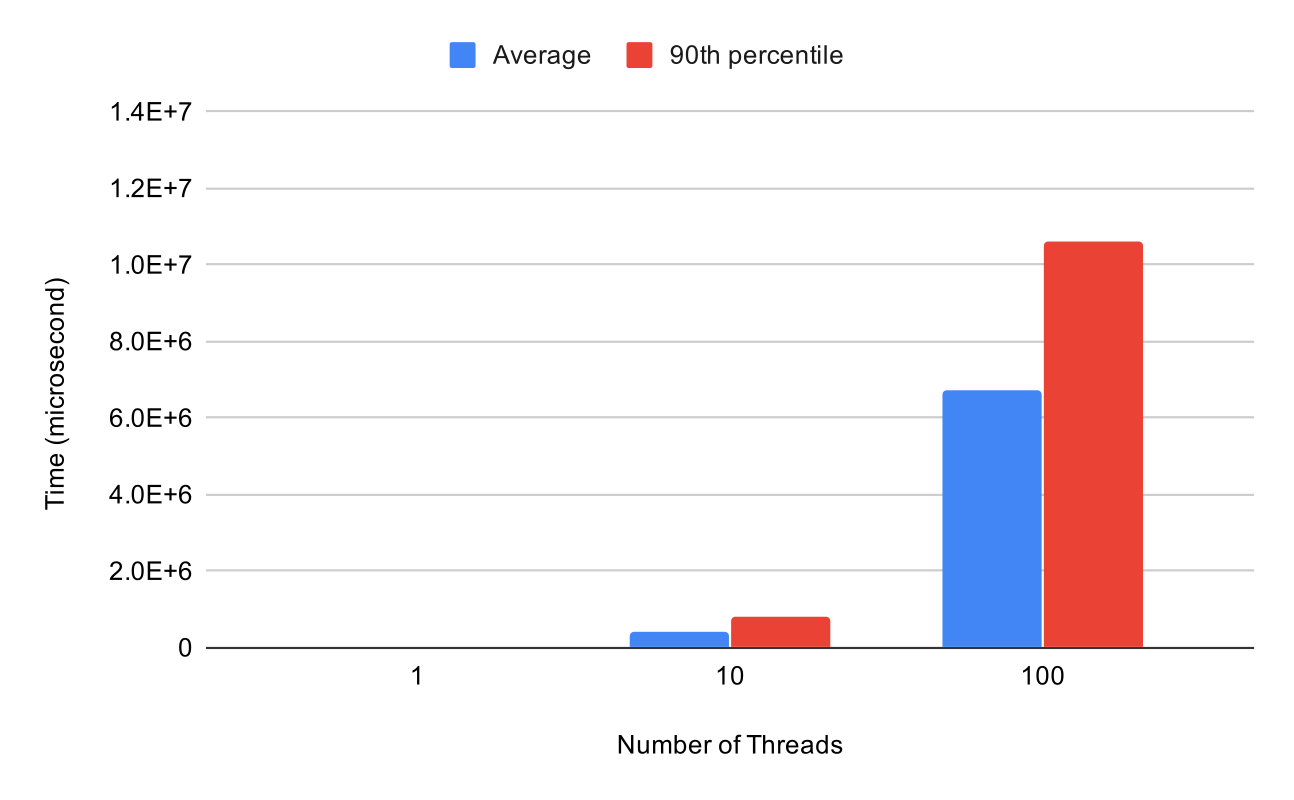 Average 90th percentile
1.4E+7
1.2E+7
1.0E+7
8.0E+6
6.0E+6
4.0E+6
2.0E+6
0
Time (microsecond)
1 10 100
Number of Threads